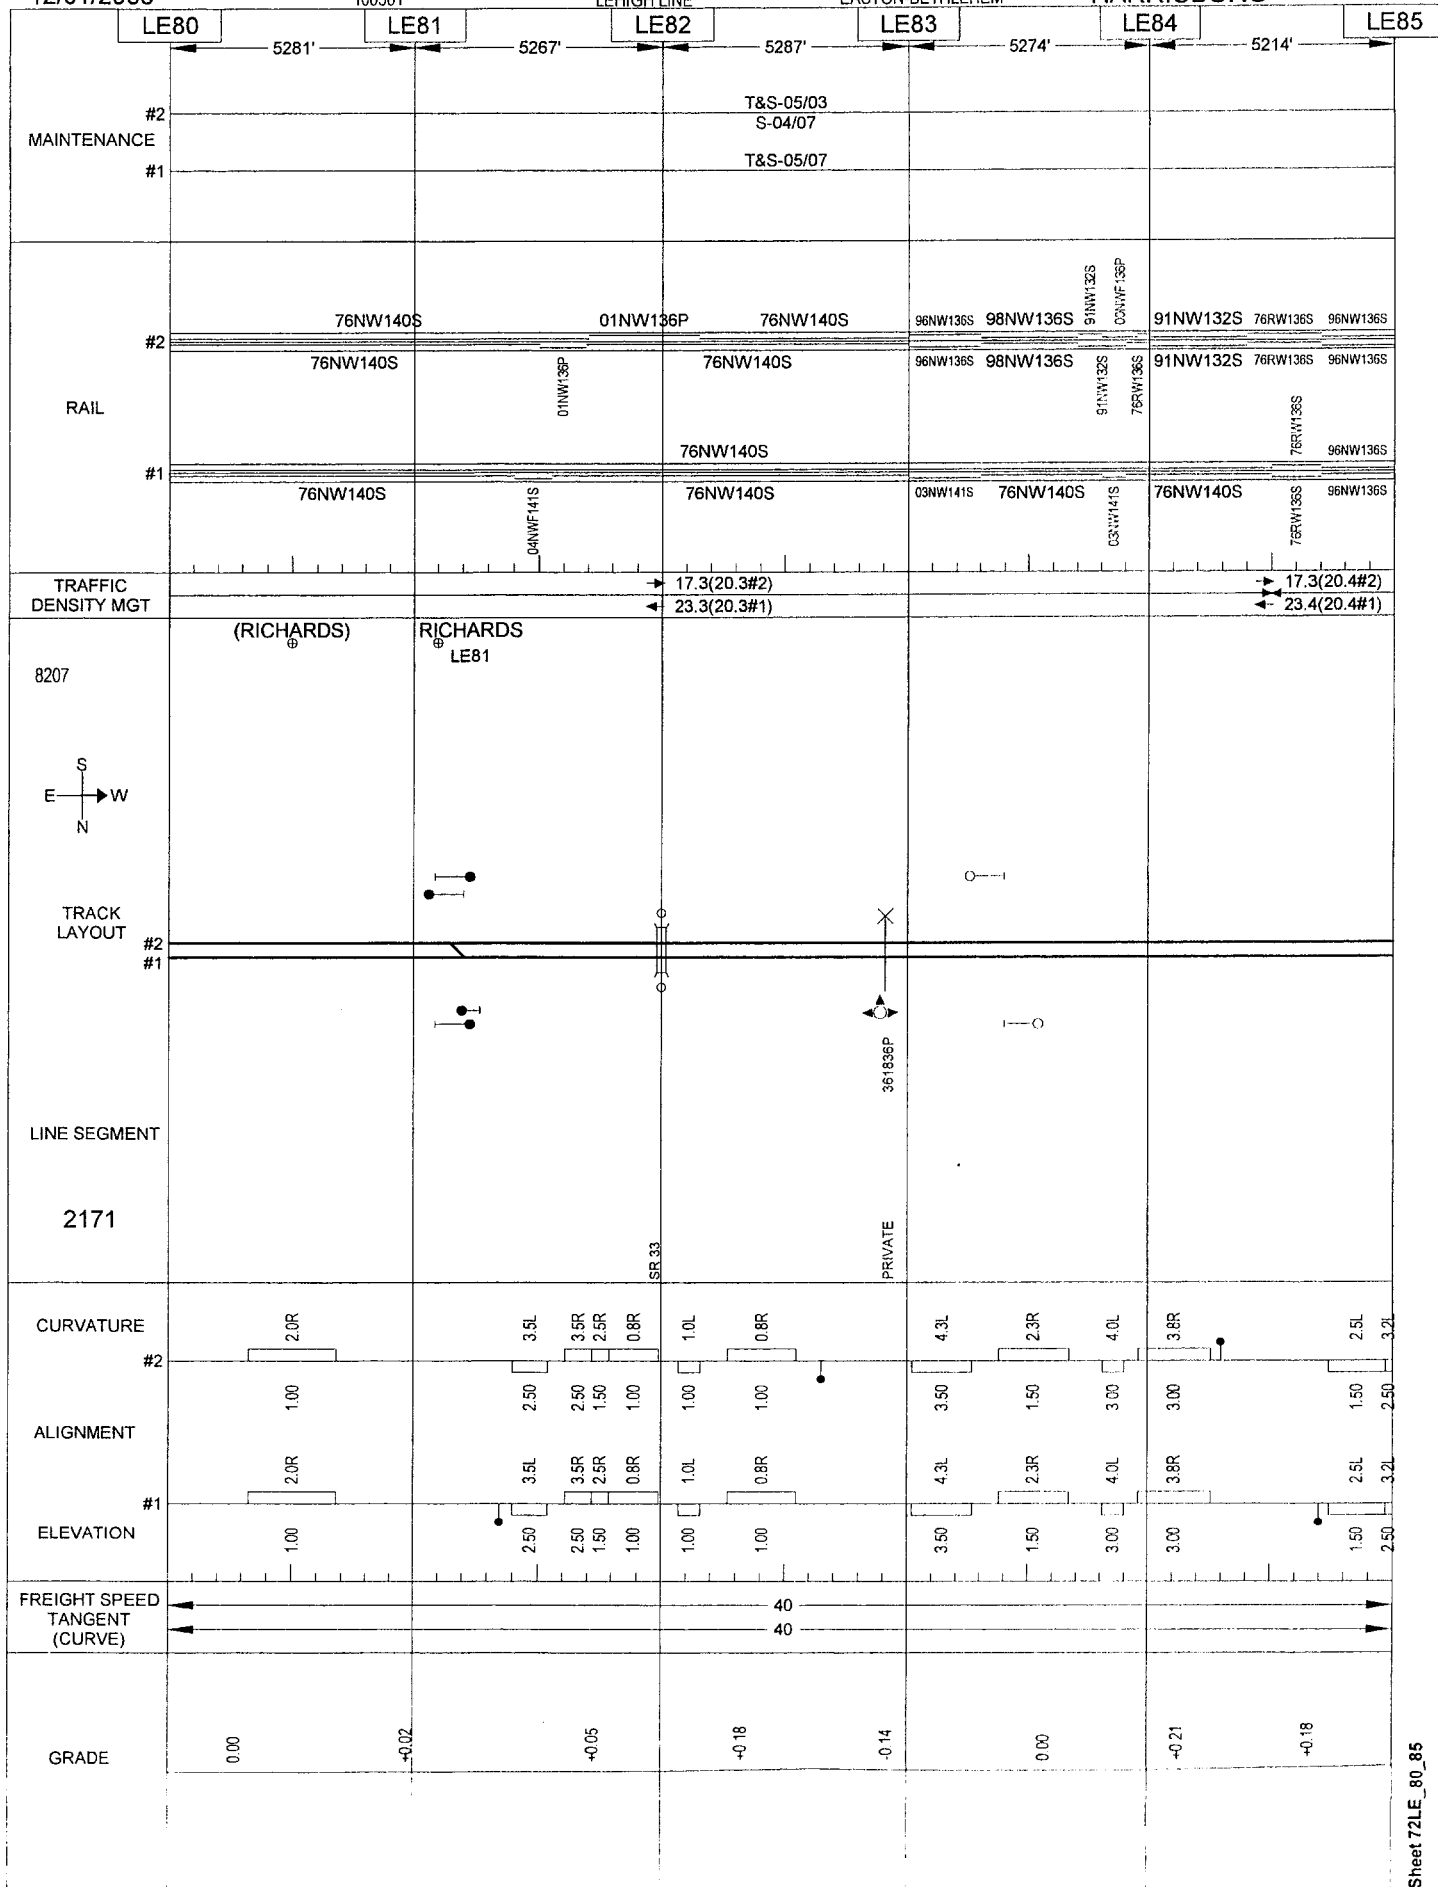 LEHIGH LINE
LE80 LE81 LE82 LE83 LE84 LE85
5281' 5267' 5287' 5274' 5214'
MAINTENANCE
#2 T&S-05/03
S-04/07
#1 T&S-05/07
RAIL
91NW132S
76NW140S 01NW136P 76NW140S 96NW136S 98NW136S 91NW132S 76RW136S 96NW136S
#2
76NW140S 01NW136P 76NW140S 96NW136S 98NW136S 91NW132S 76RW136S 91NW132S 76RW136S 96NW136S
76NW140S 76RW136S 96NW136S
#1
76NW140S 04NWF141S 76NW140S 03NW141S 76NW140S 03NW141S 76NW140S 76RW136S 96NW136S
TRAFFIC
DENSITY MGT
17.3(20.3#2) 17.3(20.4#2)
23.3(20.3#1) 23.4(20.4#1)
(RICHARDS) RICHARDS
LE81
8207
S
E W
N
TRACK
LAYOUT
#2
#1
361836P
LINE SEGMENT
2171
SR 33 PRIVATE
CURVATURE
2.0R 3.5L 3.5R 2.5R 0.8R 1.0L 0.8R 4.3L 2.3R 4.0L 3.8R 2.5L 3.2L
#2
1.00 2.50 2.50 1.50 1.00 1.00 1.00 3.50 1.50 3.00 3.00 1.50 2.50
ALIGNMENT
2.0R 3.5L 3.5R 2.5R 0.8R 1.0L 0.8R 4.3L 2.3R 4.0L 3.8R 2.5L 3.2L
#1
ELEVATION
1.00 2.50 2.50 1.50 1.00 1.00 1.00 3.50 1.50 3.00 3.00 1.50 2.50
FREIGHT SPEED
TANGENT
(CURVE)
40
40
GRADE
0.00 +0.02 +0.05 +0.18 -0.14 0.00 +0.21 +0.18
Sheet 72LE_80_85